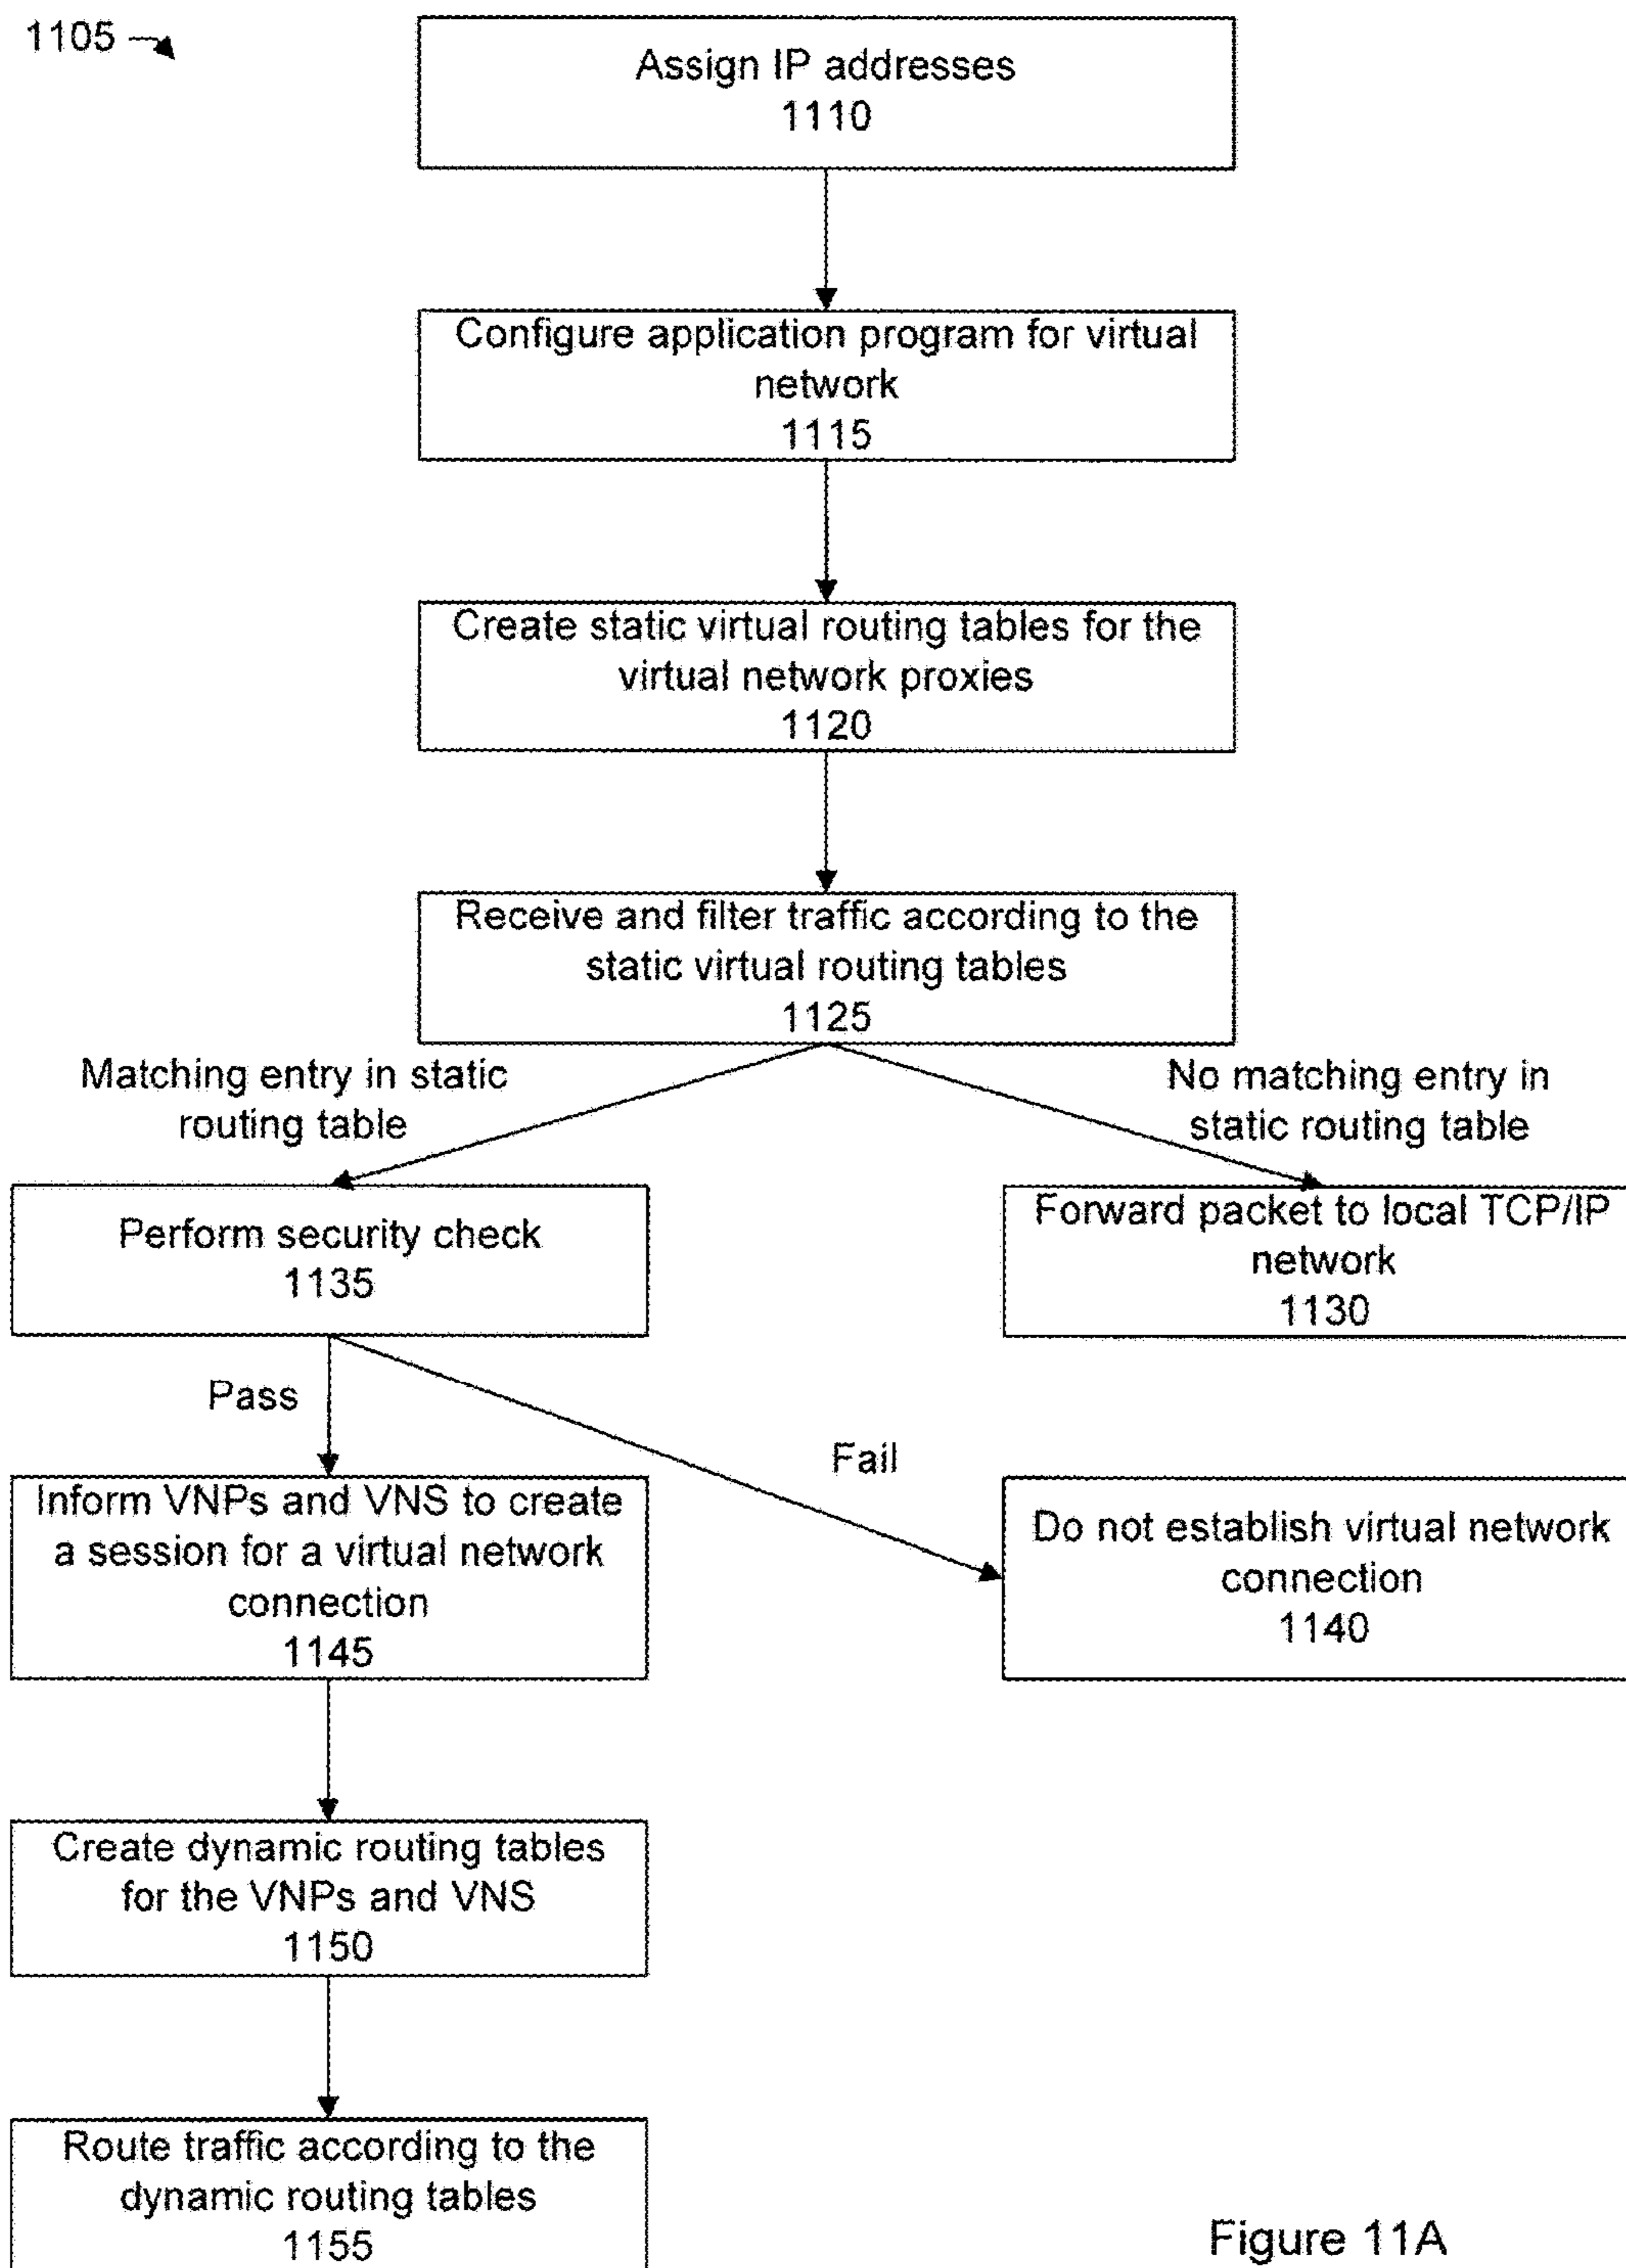 1105
Assign IP addresses
1110
Configure application program for virtual
network
1115
Create static virtual routing tables for the
virtual network proxies
1120
Receive and filter traffic according to the
static virtual routing tables
1125
Matching entry in static
routing table
No matching entry in
static routing table
Perform security check
1135
Forward packet to local TCP/IP
network
1130
Pass
Fail
Inform VNPs and VNS to create
a session for a virtual network
connection
1145
Do not establish virtual network
connection
1140
Create dynamic routing tables
for the VNPs and VNS
1150
Route traffic according to the
dynamic routing tables
1155
Figure 11A